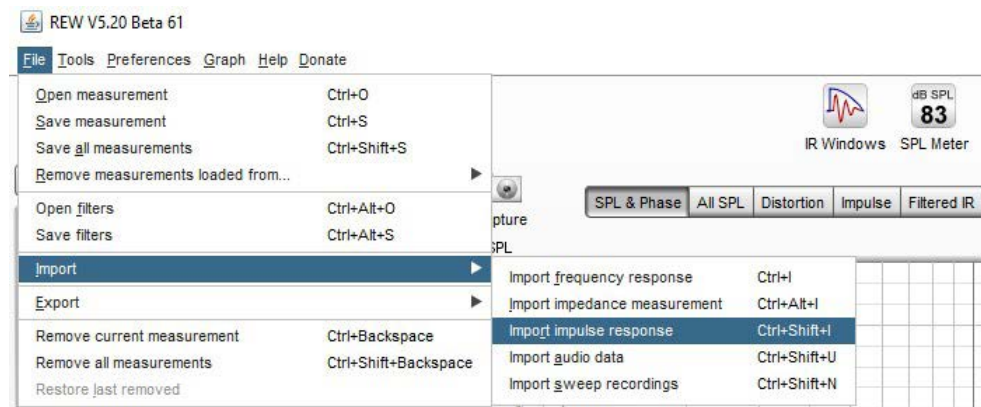 REW V5.20 Beta 61
File Tools Preferences Graph Help Donate
Open measurement Ctrl+O
Save measurement Ctrl+S
Save all measurements Ctrl+Shift+S
Remove measurements loaded from...
Open filters Ctrl+Alt+O
Save filters Ctrl+Alt+S
Import
Export
Remove current measurement Ctrl+Backspace
Remove all measurements Ctrl+Shift+Backspace
Restore last removed
Import frequency response Ctrl+I
Import impedance measurement Ctrl+Alt+I
Import impulse response Ctrl+Shift+I
Import audio data Ctrl+Shift+U
Import sweep recordings Ctrl+Shift+N
dB SPL
83
IR Windows SPL Meter
pture
SPL & Phase All SPL Distortion Impulse Filtered IR
SPL